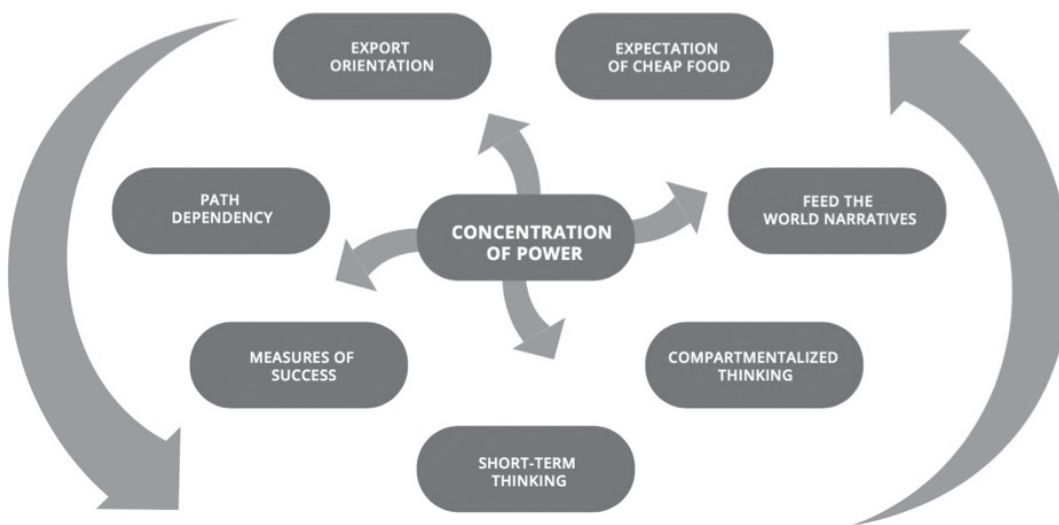 EXPORT
ORIENTATION
EXPECTATION
OF CHEAP FOOD
PATH
DEPENDENCY
CONCENTRATION
OF POWER
FEED THE
WORLD NARRATIVES
MEASURES OF
SUCCESS
COMPARTMENTALIZED
THINKING
SHORT-TERM
THINKING